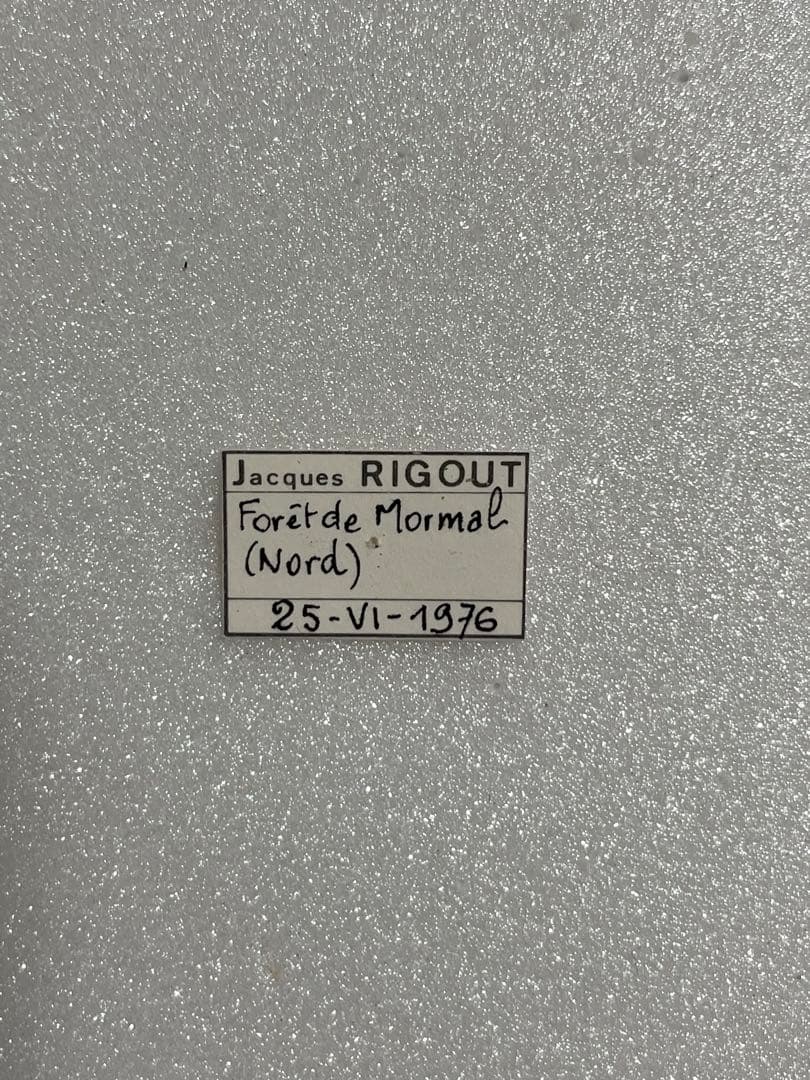 Jacques RIGOUT
Forêt de Mormal
(Nord)
25-VI-1976